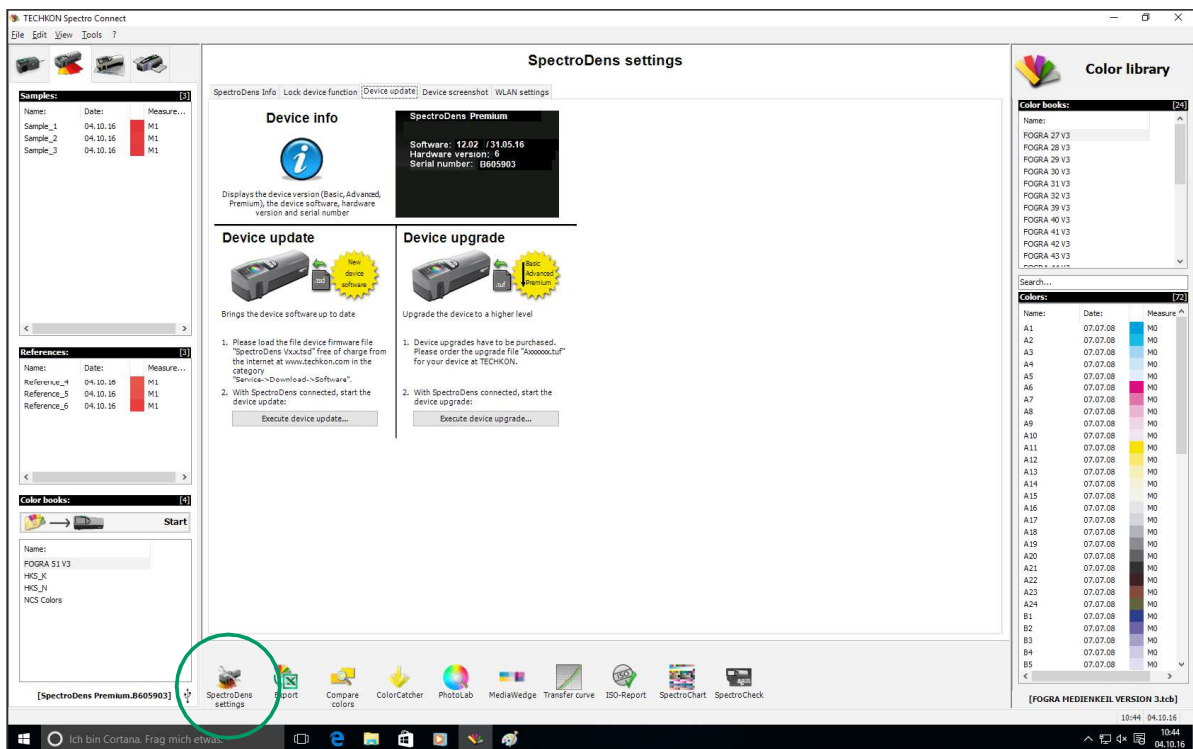 TECHKON Spectro Connect
File Edit View Tools ?
Samples: [3]
Name: Date: Measure...
Sample_1 04.10.16 M1
Sample_2 04.10.16 M1
Sample_3 04.10.16 M1
References: [3]
Name: Date: Measure...
Reference_4 04.10.16 M1
Reference_5 04.10.16 M1
Reference_6 04.10.16 M1
Color books: [4]
Start
Name:
FOGRA 51 V3
HKS_K
HKS_N
NCS Colors
[SpectroDens Premium.B605903]
SpectroDens settings
SpectroDens Info Lock device function Device update Device screenshot WLAN settings
Device info
Displays the device version (Basic, Advanced,
Premium), the device software, hardware
version and serial number
SpectroDens Premium
Software: 12.02 / 31.05.16
Hardware version: 6
Serial number: B605903
Device update
.tsd
New
device
software
Brings the device software up to date
1. Please load the file device firmware file
"SpectroDens Vx.x.tsd" free of charge from
the internet at www.techkon.com in the
category
"Service->Download->Software".
2. With SpectroDens connected, start the
device update:
Execute device update...
Device upgrade
.tuf
Basic
Advanced
Premium
Upgrade the device to a higher level
1. Device upgrades have to be purchased.
Please order the upgrade file "Axxxxxx.tuf"
for your device at TECHKON.
2. With SpectroDens connected, start the
device upgrade:
Execute device upgrade...
SpectroDens
settings
Export
Compare
colors
ColorCatcher
PhotoLab
MediaWedge
Transfer curve
ISO-Report
SpectroChart
SpectroCheck
Color library
Color books: [24]
Name:
FOGRA 27 V3
FOGRA 28 V3
FOGRA 29 V3
FOGRA 30 V3
FOGRA 31 V3
FOGRA 32 V3
FOGRA 39 V3
FOGRA 40 V3
FOGRA 41 V3
FOGRA 42 V3
FOGRA 43 V3
Search...
Colors: [72]
Name: Date: Measure
A1 07.07.08 M0
A2 07.07.08 M0
A3 07.07.08 M0
A4 07.07.08 M0
A5 07.07.08 M0
A6 07.07.08 M0
A7 07.07.08 M0
A8 07.07.08 M0
A9 07.07.08 M0
A10 07.07.08 M0
A11 07.07.08 M0
A12 07.07.08 M0
A13 07.07.08 M0
A14 07.07.08 M0
A15 07.07.08 M0
A16 07.07.08 M0
A17 07.07.08 M0
A18 07.07.08 M0
A19 07.07.08 M0
A20 07.07.08 M0
A21 07.07.08 M0
A22 07.07.08 M0
A23 07.07.08 M0
A24 07.07.08 M0
B1 07.07.08 M0
B2 07.07.08 M0
B3 07.07.08 M0
B4 07.07.08 M0
B5 07.07.08 M0
[FOGRA MEDIENKEIL VERSION 3.tcb]
10:44 04.10.16
Ich bin Cortana. Frag mich etwas.
10:44
04.10.16